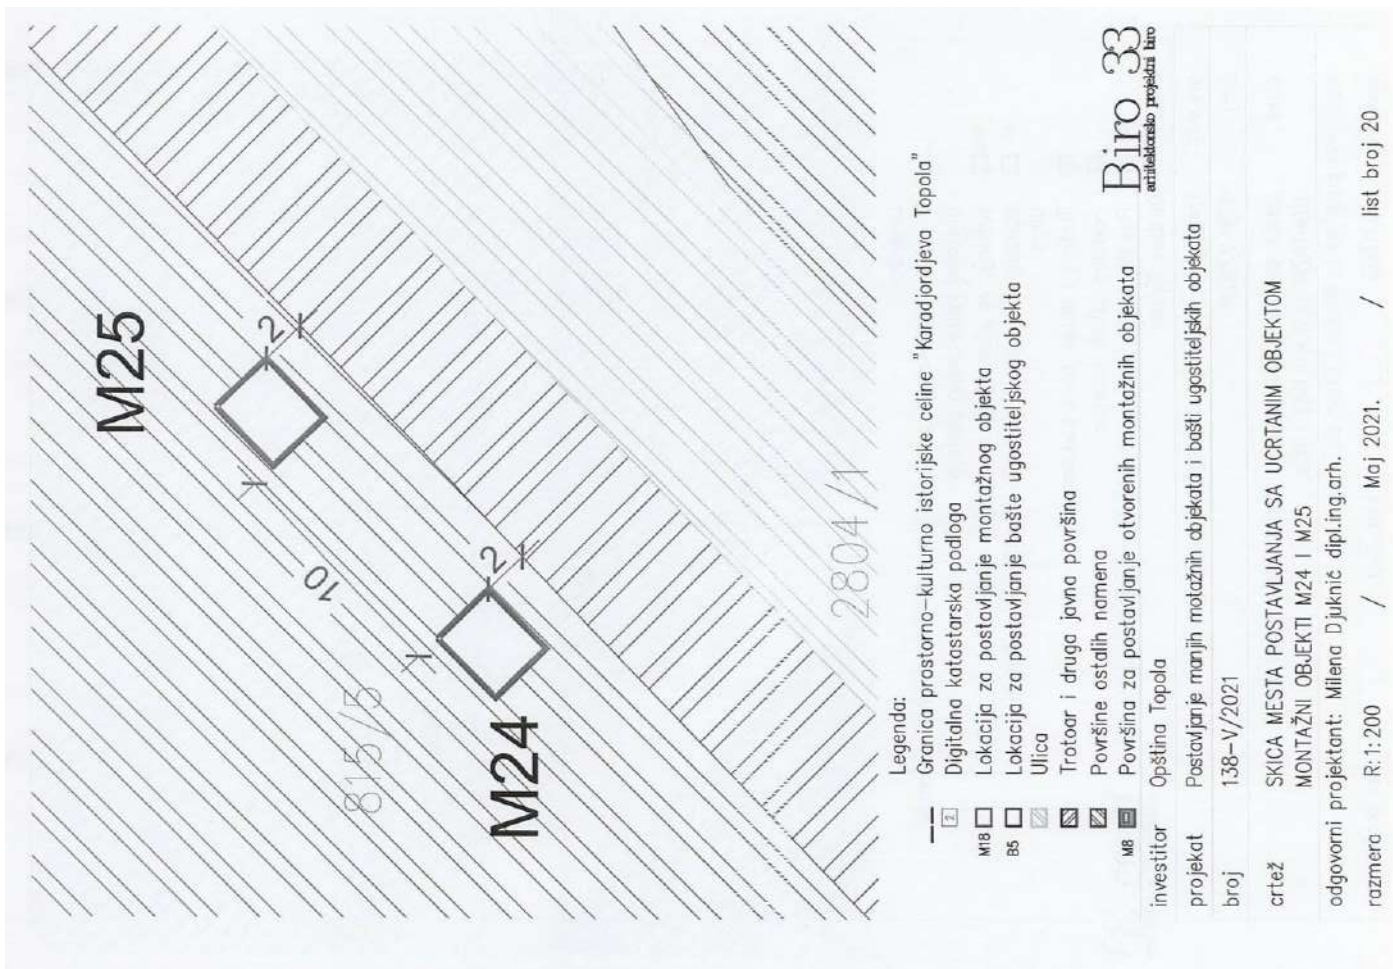 M25
2
10
2
815/5
M24
2804/1
Legenda:
Granica prostorno-kulturno istorijske celine "Karadjordjeva Topola"
2 Digitalna katastarska podloga
M18 Lokacija za postavljanje montažnog objekta
B5 Lokacija za postavljanje bašte ugostiteljskog objekta
Ulica
Trotoar i druga javna površina
Površine ostalih namena
M8 Površina za postavljanje otvorenih montažnih objekata
Biro 33
arhitektonsko projektni biro
investitor Opština Topola
projekat Postavljanje manjih motažnih objekata i bašti ugostiteljskih objekata
broj 138-V/2021
crtež SKICA MESTA POSTAVLJANJA SA UCRTANIM OBJEKTOM
MONTAŽNI OBJEKTI M24 I M25
odgovorni projektant: Milena Djuknić dipl.ing.arh.
razmera R:1:200 / Maj 2021. / list broj 20